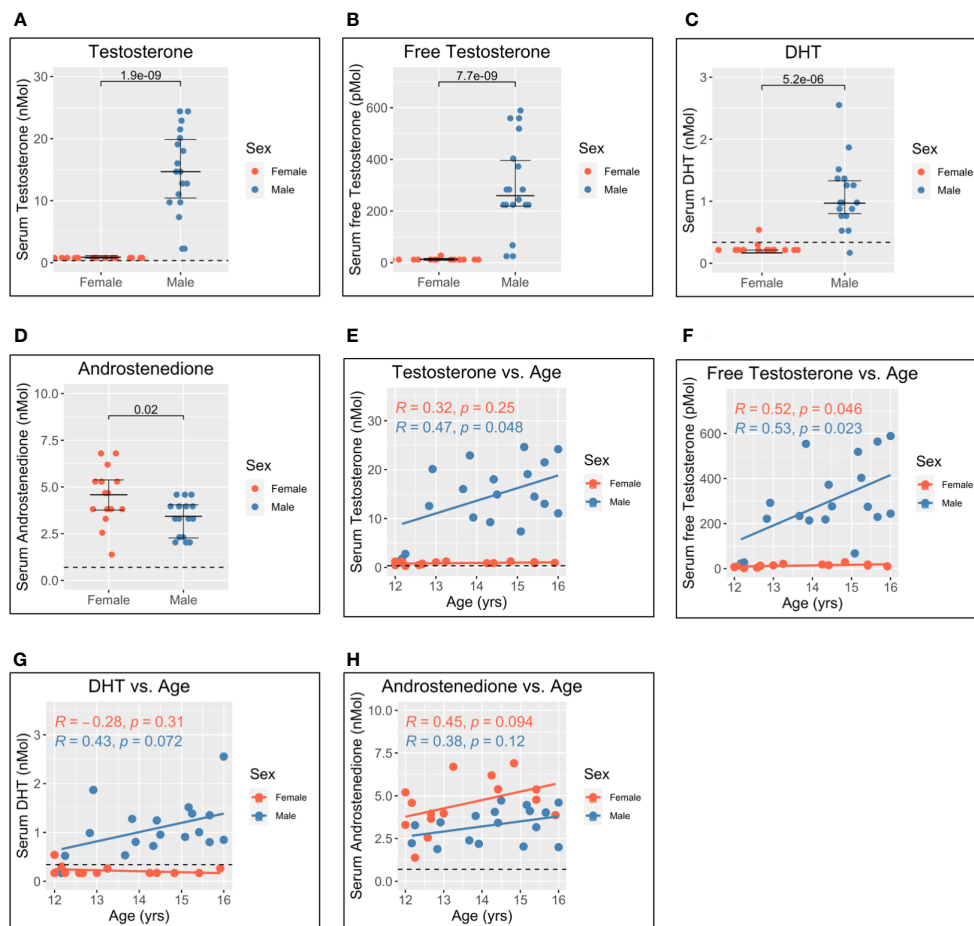 A
Testosterone
1.9e-09
30
20
10
0
Serum Testosterone (nMol)
Female
Male
Sex
Female
Male
B
Free Testosterone
7.7e-09
600
400
200
0
Serum free Testosterone (pMol)
Female
Male
Sex
Female
Male
C
DHT
5.2e-06
3
2
1
0
Serum DHT (nMol)
Female
Male
Sex
Female
Male
D
Androstenedione
0.02
10.0
7.5
5.0
2.5
0.0
Serum Androstenedione (nMol)
Female
Male
Sex
Female
Male
E
Testosterone vs. Age
R = 0.32, p = 0.25
R = 0.47, p = 0.048
30
20
10
0
Serum Testosterone (nMol)
12 13 14 15 16
Age (yrs)
Sex
Female
Male
F
Free Testosterone vs. Age
R = 0.52, p = 0.046
R = 0.53, p = 0.023
600
400
200
0
Serum free Testosterone (pMol)
12 13 14 15 16
Age (yrs)
Sex
Female
Male
G
DHT vs. Age
R = −0.28, p = 0.31
R = 0.43, p = 0.072
3
2
1
0
Serum DHT (nMol)
12 13 14 15 16
Age (yrs)
Sex
Female
Male
H
Androstenedione vs. Age
R = 0.45, p = 0.094
R = 0.38, p = 0.12
10.0
7.5
5.0
2.5
0.0
Serum Androstenedione (nMol)
12 13 14 15 16
Age (yrs)
Sex
Female
Male